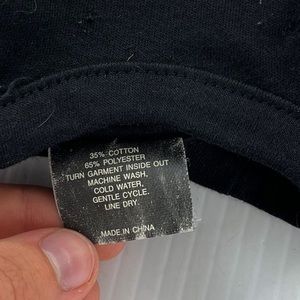 35% COTTON
65% POLYESTER
TURN GARMENT INSIDE OUT
MACHINE WASH,
COLD WATER,
GENTLE CYCLE.
LINE DRY.
MADE IN CHINA